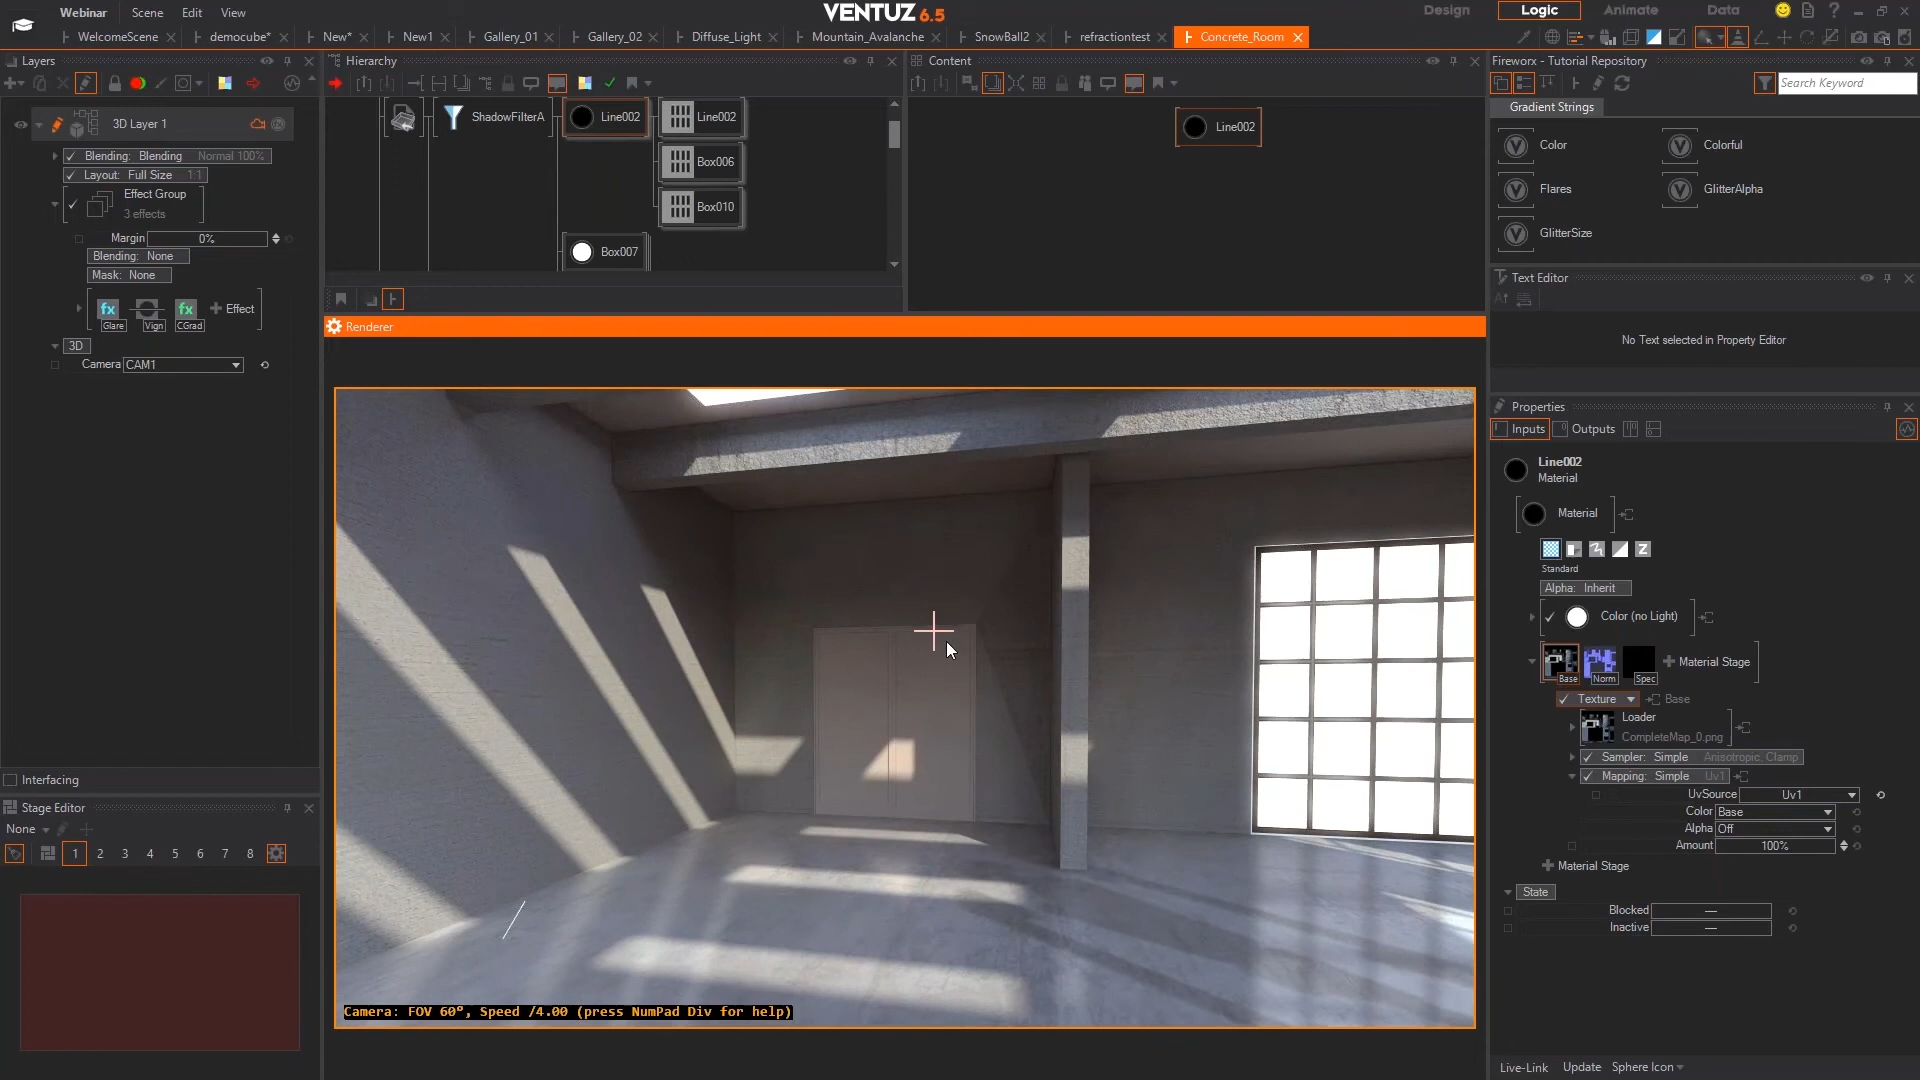 Webinar Scene Edit View VENTUZ 6.5 Design Logic Animate Data
WelcomeScene democube* New* New1 Gallery_01 Gallery_02 Diffuse_Light Mountain_Avalanche SnowBall2 refractiontest Concrete_Room
Layers
3D Layer 1
Blending: Blending Normal 100%
Layout: Full Size 1:1
Effect Group
3 effects
Margin 0%
Blending: None
Mask: None
fx fx Effect
Glare Vign CGrad
3D
Camera CAM1
Interfacing
Stage Editor
None
1 2 3 4 5 6 7 8
Hierarchy
ShadowFilterA Line002 Line002
Box006
Box010
Box007
Content
Line002
Renderer
Camera: FOV 60º, Speed /4.00 (press NumPad Div for help)
Fireworx - Tutorial Repository
Search Keyword
Gradient Strings
Color Colorful
Flares GlitterAlpha
GlitterSize
Text Editor
No Text selected in Property Editor
Properties
Inputs Outputs
Line002
Material
Material
Z
Standard
Alpha: Inherit
Color (no Light)
Material Stage
Base Norm Spec
Texture Base
Loader
CompleteMap_0.png
Sampler: Simple Anisotropic, Clamp
Mapping: Simple Uv1
UvSource Uv1
Color Base
Alpha Off
Amount 100%
Material Stage
State
Blocked —
Inactive —
Live-Link Update Sphere Icon